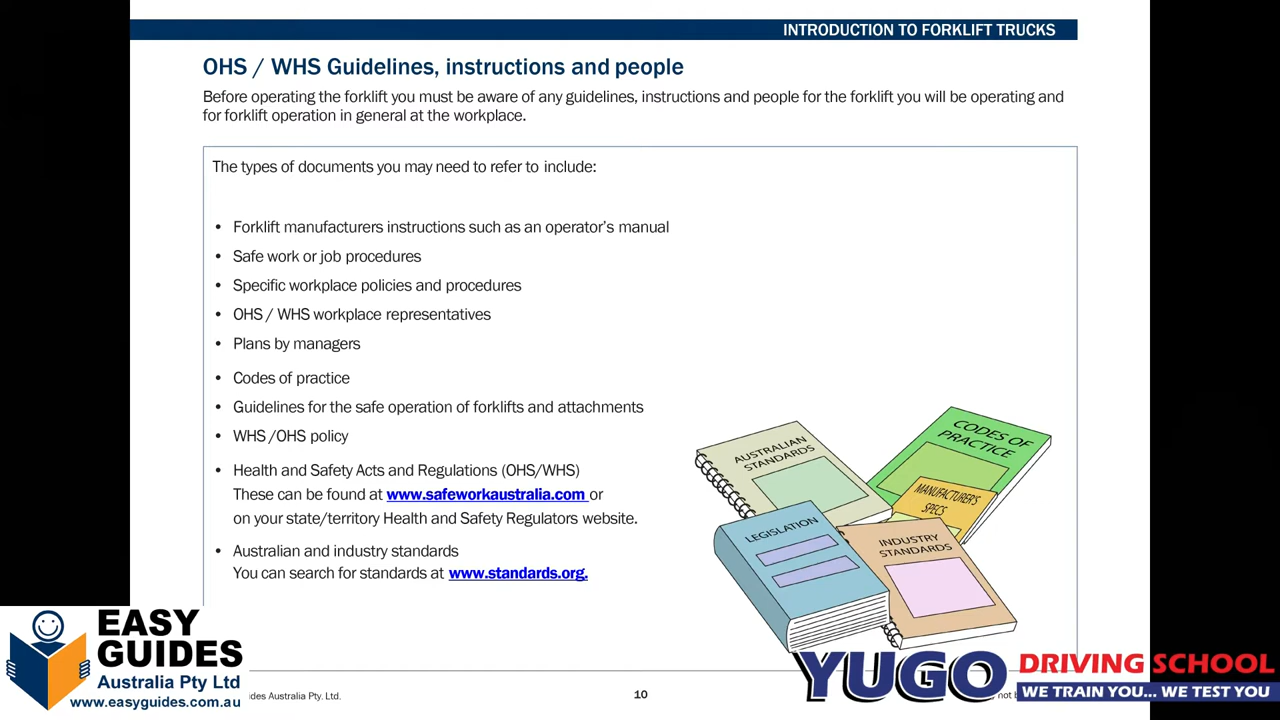 INTRODUCTION TO FORKLIFT TRUCKS
OHS / WHS Guidelines, instructions and people
Before operating the forklift you must be aware of any guidelines, instructions and people for the forklift you will be operating and
for forklift operation in general at the workplace.
The types of documents you may need to refer to include:
• Forklift manufacturers instructions such as an operator's manual
• Safe work or job procedures
• Specific workplace policies and procedures
• OHS / WHS workplace representatives
• Plans by managers
• Codes of practice
• Guidelines for the safe operation of forklifts and attachments
• WHS /OHS policy
• Health and Safety Acts and Regulations (OHS/WHS)
These can be found at www.safeworkaustralia.com or
on your state/territory Health and Safety Regulators website.
• Australian and industry standards
You can search for standards at www.standards.org.
AUSTRALIAN
STANDARDS
CODES OF
PRACTICE
MANUFACTURER'S
SPECS
LEGISLATION
INDUSTRY
STANDARDS
EASY
GUIDES
Australia Pty Ltd
www.easyguides.com.au
ides Australia Pty. Ltd.
10
not b
YUGO
DRIVING SCHOOL
WE TRAIN YOU... WE TEST YOU